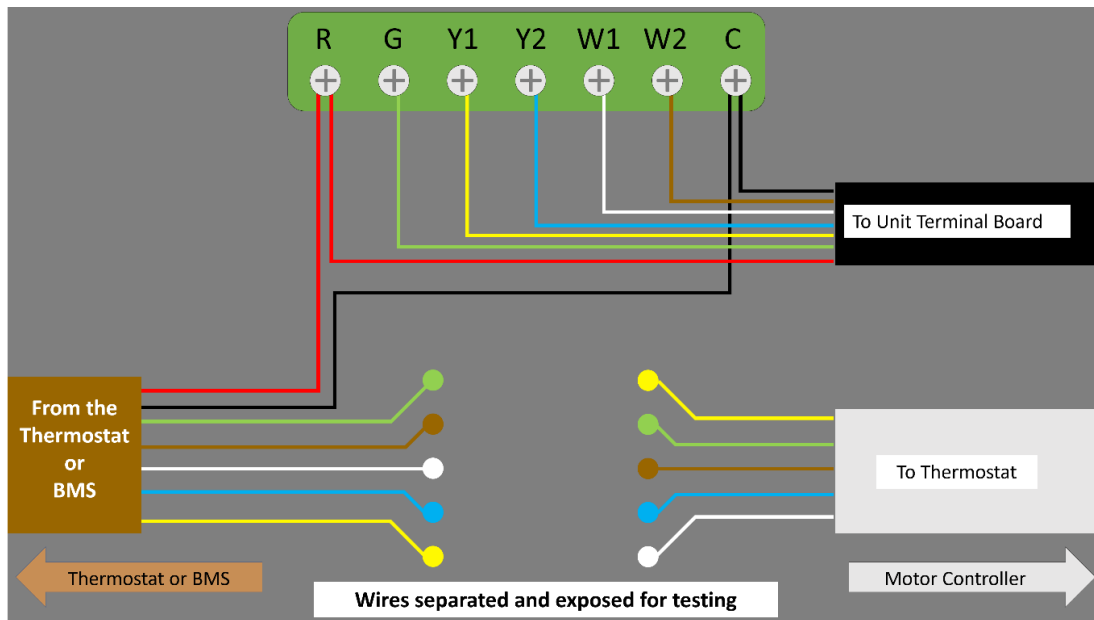 R G Y1 Y2 W1 W2 C
To Unit Terminal Board
From the
Thermostat
or
BMS
To Thermostat
Thermostat or BMS
Motor Controller
Wires separated and exposed for testing